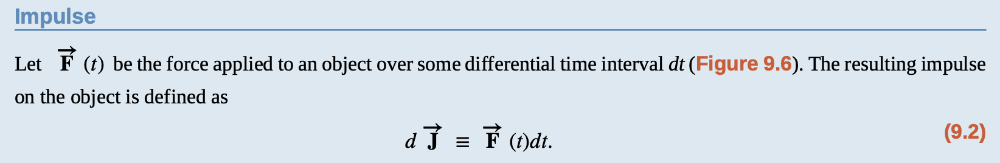 Impulse
Let F⃗ (t) be the force applied to an object over some differential time interval dt (Figure 9.6). The resulting impulse
on the object is defined as
d J⃗ ≡ F⃗ (t)dt. (9.2)